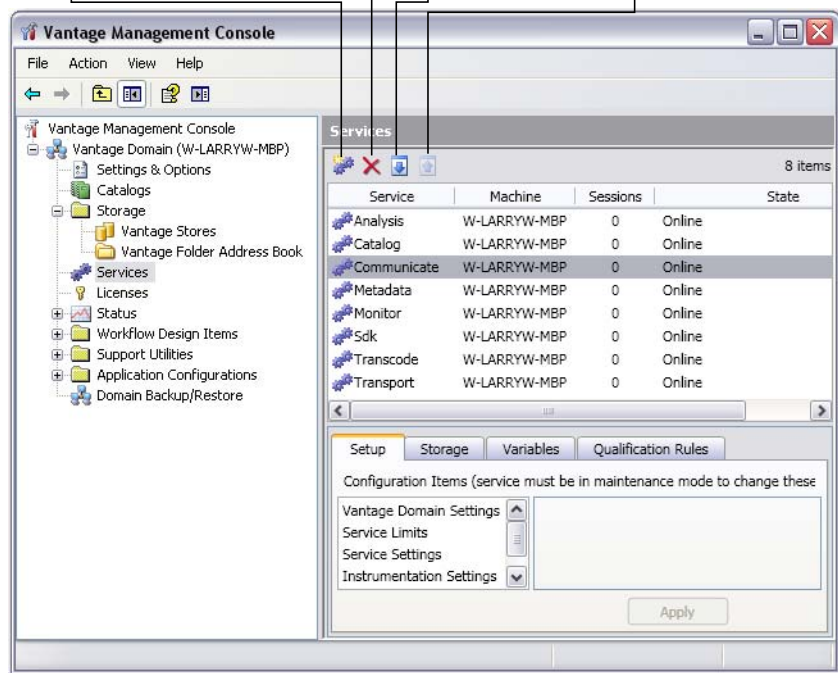 Vantage Management Console
File Action View Help
Vantage Management Console
Vantage Domain (W-LARRYW-MBP)
Settings & Options
Catalogs
Storage
Vantage Stores
Vantage Folder Address Book
Services
Licenses
Status
Workflow Design Items
Support Utilities
Application Configurations
Domain Backup/Restore
Services
8 items
Service Machine Sessions State
Analysis W-LARRYW-MBP 0 Online
Catalog W-LARRYW-MBP 0 Online
Communicate W-LARRYW-MBP 0 Online
Metadata W-LARRYW-MBP 0 Online
Monitor W-LARRYW-MBP 0 Online
Sdk W-LARRYW-MBP 0 Online
Transcode W-LARRYW-MBP 0 Online
Transport W-LARRYW-MBP 0 Online
Setup Storage Variables Qualification Rules
Configuration Items (service must be in maintenance mode to change these
Vantage Domain Settings
Service Limits
Service Settings
Instrumentation Settings
Apply